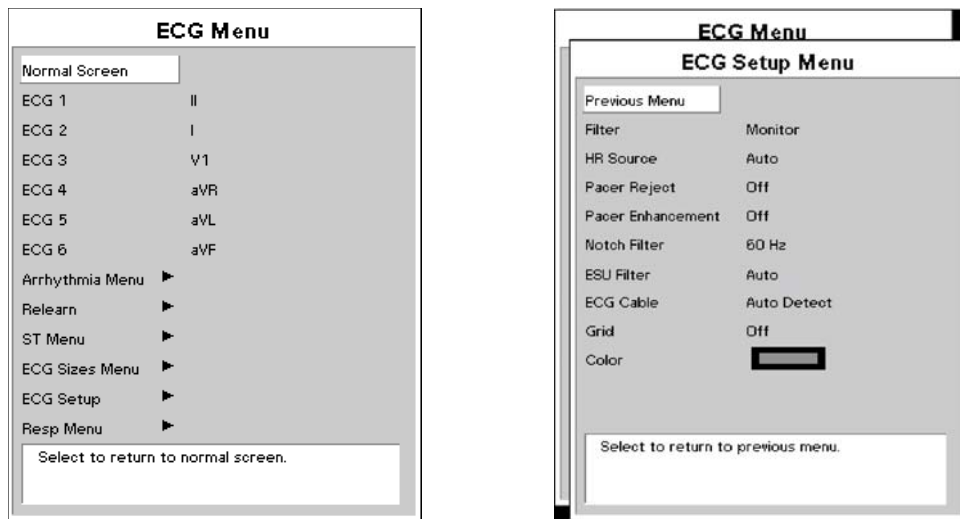 ECG Menu
Normal Screen
ECG 1 II
ECG 2 I
ECG 3 V1
ECG 4 aVR
ECG 5 aVL
ECG 6 aVF
Arrhythmia Menu ▶
Relearn ▶
ST Menu ▶
ECG Sizes Menu ▶
ECG Setup ▶
Resp Menu ▶
Select to return to normal screen.
ECG Menu
ECG Setup Menu
Previous Menu
Filter Monitor
HR Source Auto
Pacer Reject Off
Pacer Enhancement Off
Notch Filter 60 Hz
ESU Filter Auto
ECG Cable Auto Detect
Grid Off
Color
Select to return to previous menu.